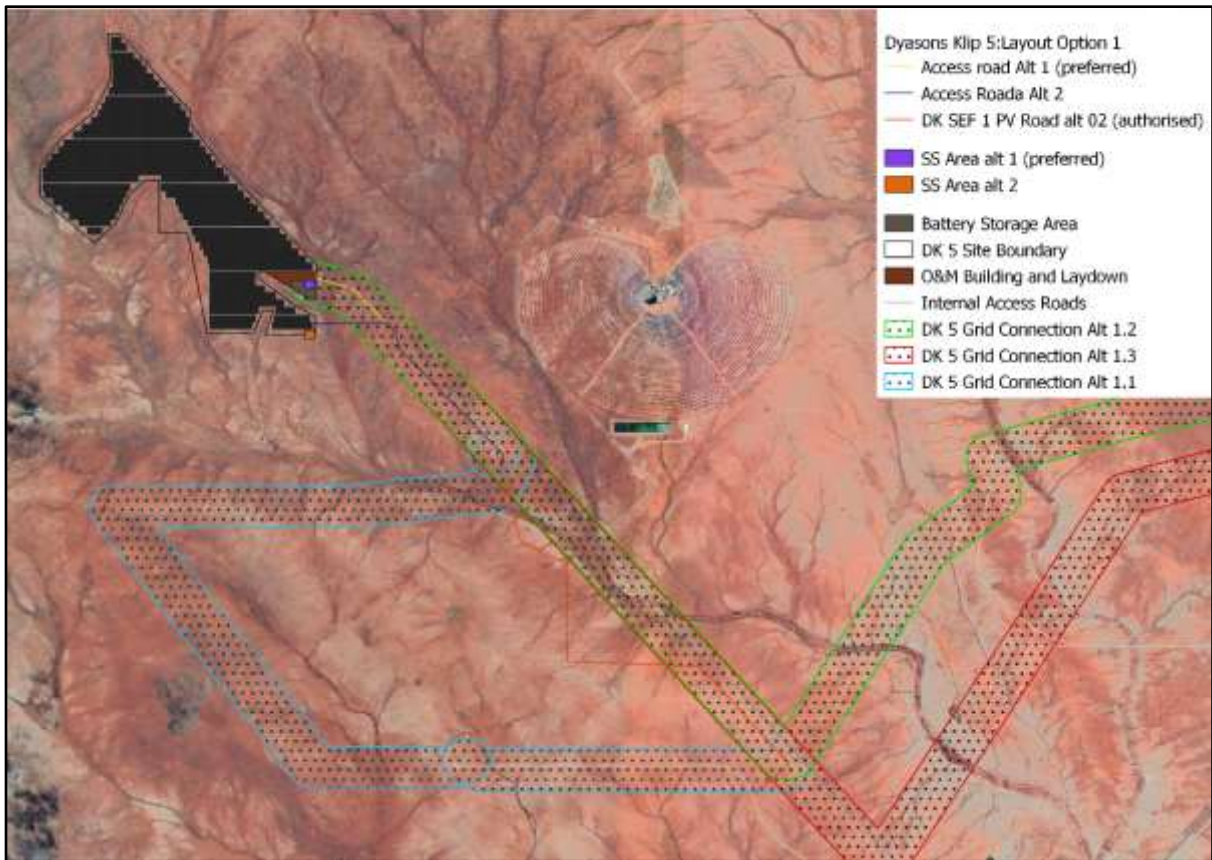 Dyasons Klip 5:Layout Option 1
Access road Alt 1 (preferred)
Access Roada Alt 2
DK SEF 1 PV Road alt 02 (authorised)
SS Area alt 1 (preferred)
SS Area alt 2
Battery Storage Area
DK 5 Site Boundary
O&M Building and Laydown
Internal Access Roads
DK 5 Grid Connection Alt 1.2
DK 5 Grid Connection Alt 1.3
DK 5 Grid Connection Alt 1.1